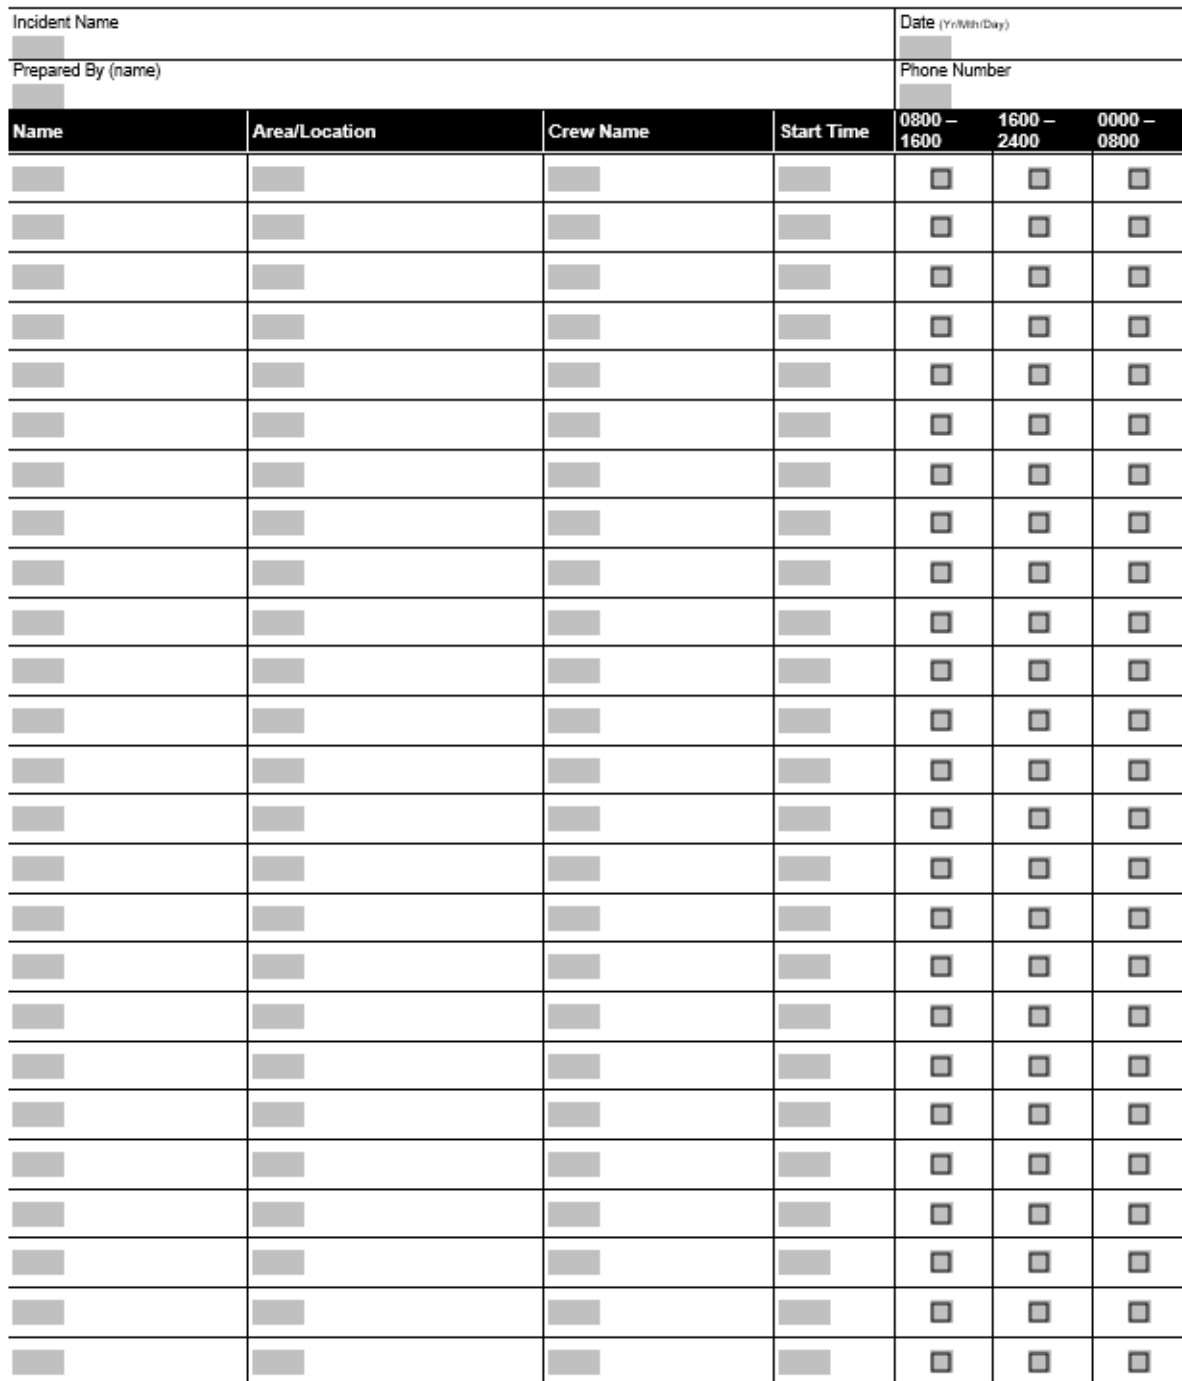 Incident Name
Date (Yr/Mth/Day)
Prepared By (name)
Phone Number
Name Area/Location Crew Name Start Time 0800 – 1600 – 0000 –
1600 2400 0800